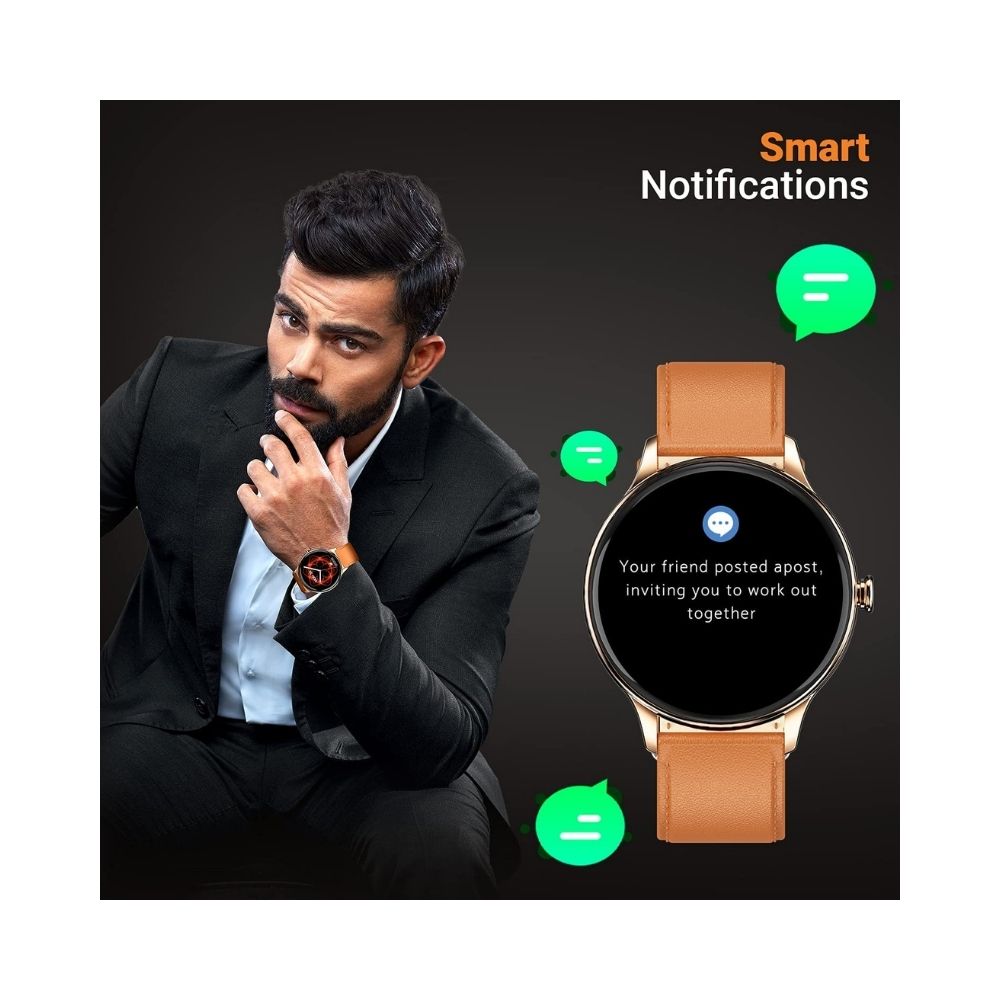 Smart
Notifications
Your friend posted apost,
inviting you to work out
together